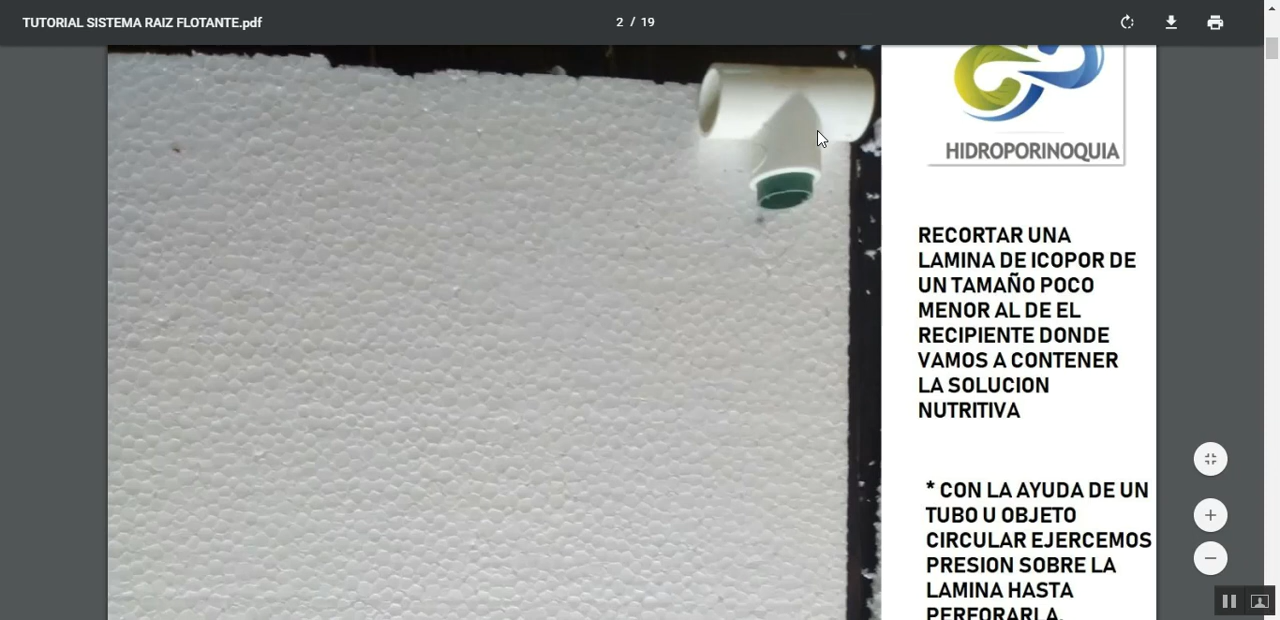 TUTORIAL SISTEMA RAIZ FLOTANTE.pdf
2 / 19
HIDROPORINOQUIA
RECORTAR UNA
LAMINA DE ICOPOR DE
UN TAMAÑO POCO
MENOR AL DE EL
RECIPIENTE DONDE
VAMOS A CONTENER
LA SOLUCION
NUTRITIVA
* CON LA AYUDA DE UN
TUBO U OBJETO
CIRCULAR EJERCEMOS
PRESION SOBRE LA
LAMINA HASTA
PERFORARLA.